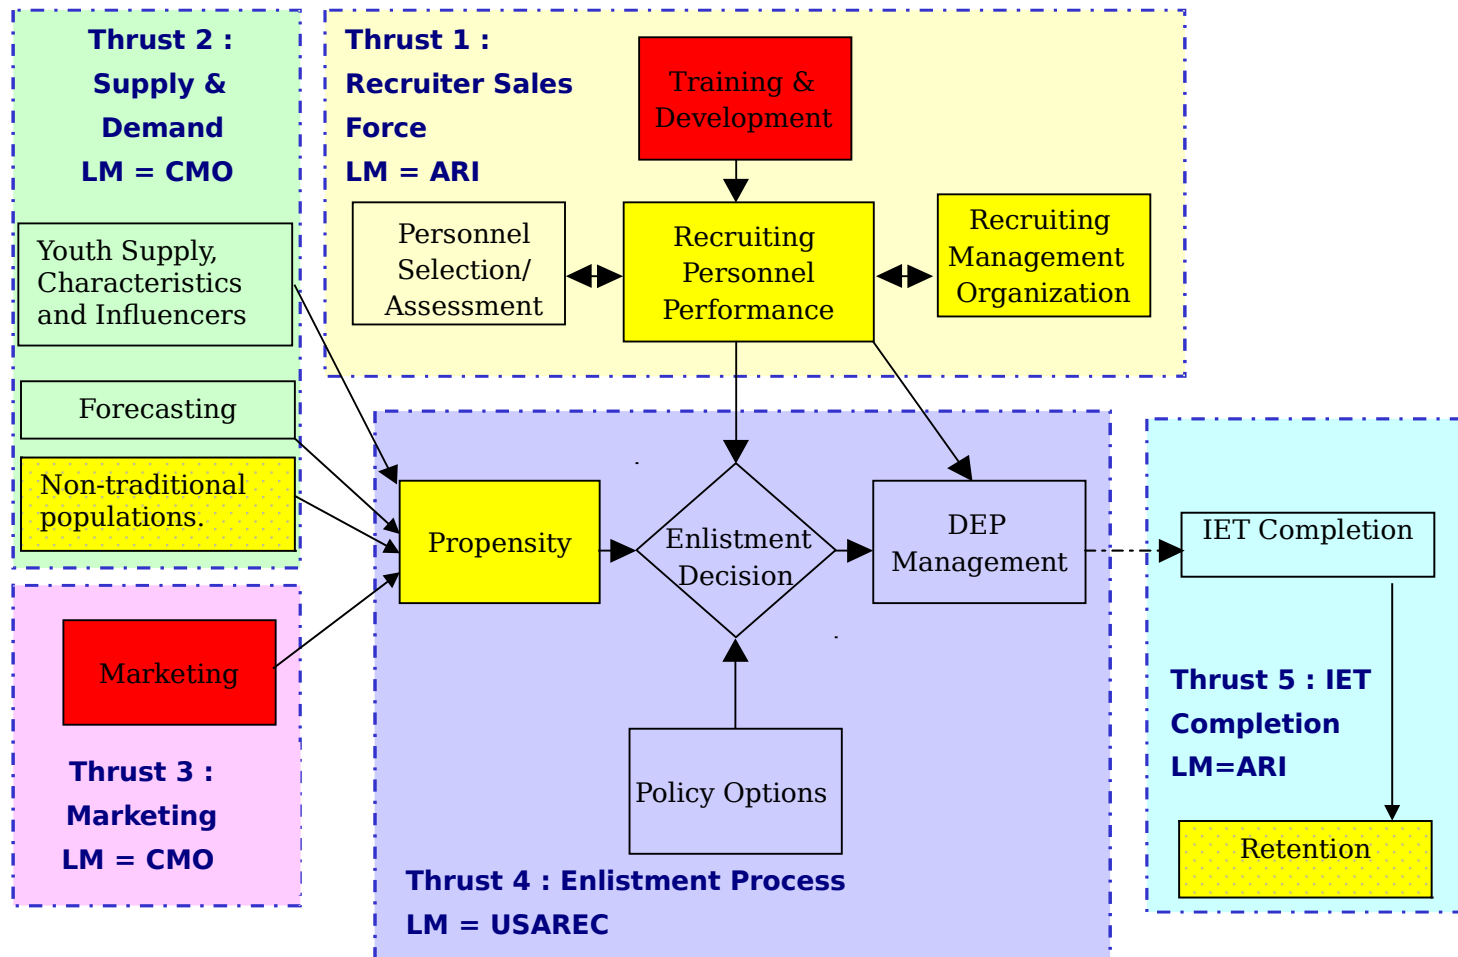 Thrust 2 :
Supply &
Demand
LM = CMO
Youth Supply,
Characteristics
and Influencers
Forecasting
Non-traditional
populations.
Thrust 1 :
Recruiter Sales
Force
LM = ARI
Training &
Development
Personnel
Selection/
Assessment
Recruiting
Personnel
Performance
Recruiting
Management
Organization
Marketing
Thrust 3 :
Marketing
LM = CMO
Propensity
Enlistment
Decision
DEP
Management
Policy Options
Thrust 4 : Enlistment Process
LM = USAREC
IET Completion
Thrust 5 : IET
Completion
LM=ARI
Retention